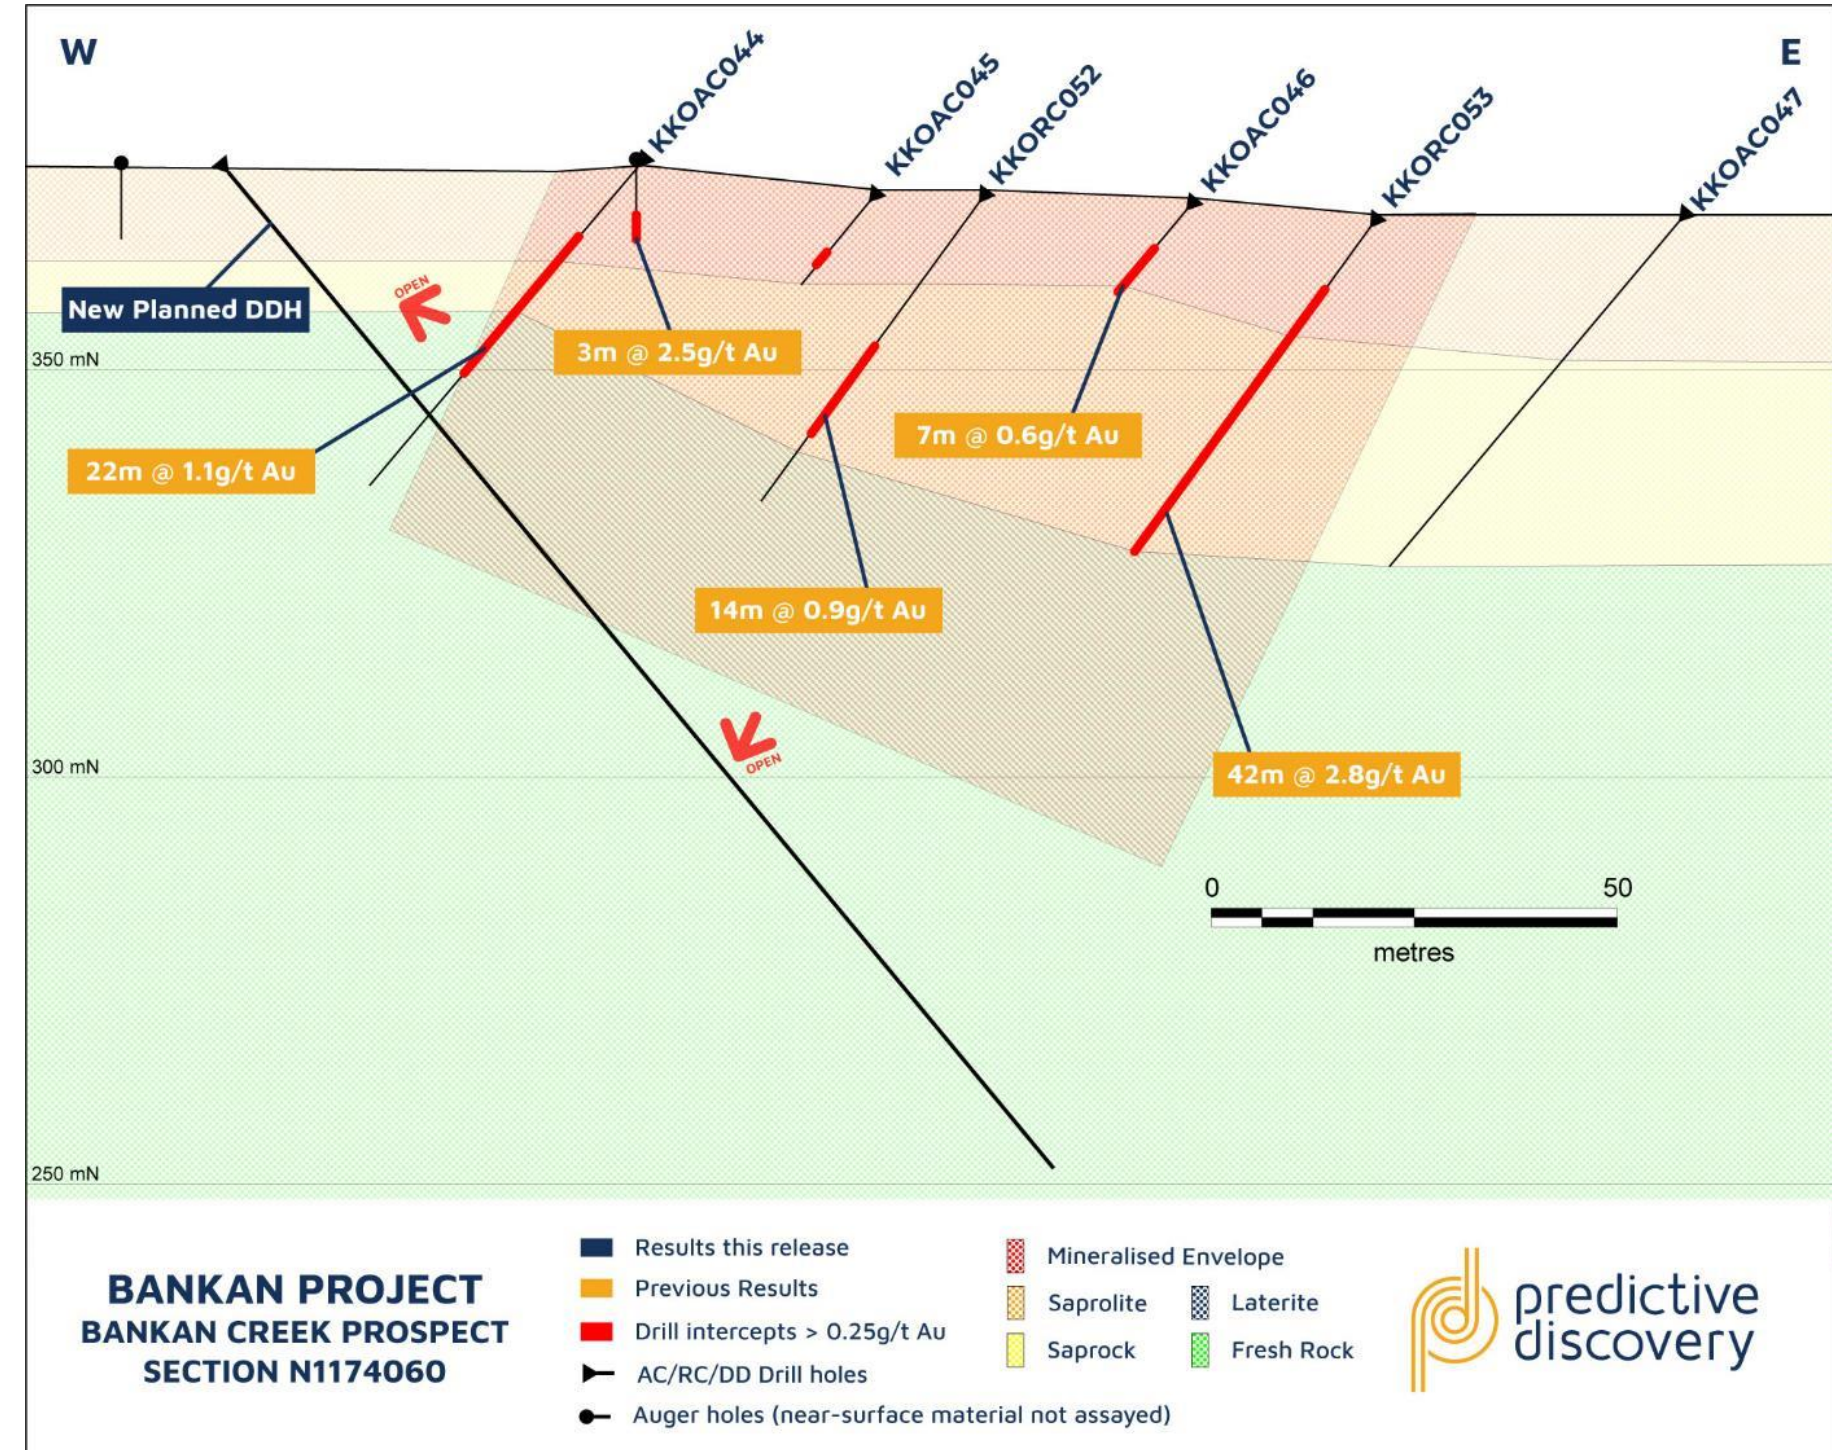 W
E
KKOAC044
KKOAC045
KKORC052
KKOAC046
KKORC053
KKOAC047
New Planned DDH
OPEN
3m @ 2.5g/t Au
350 mN
7m @ 0.6g/t Au
22m @ 1.1g/t Au
14m @ 0.9g/t Au
OPEN
300 mN
42m @ 2.8g/t Au
0
50
metres
250 mN
BANKAN PROJECT
BANKAN CREEK PROSPECT
SECTION N1174060
Results this release
Previous Results
Drill intercepts > 0.25g/t Au
AC/RC/DD Drill holes
Auger holes (near-surface material not assayed)
Mineralised Envelope
Saprolite
Laterite
Saprock
Fresh Rock
predictive
discovery